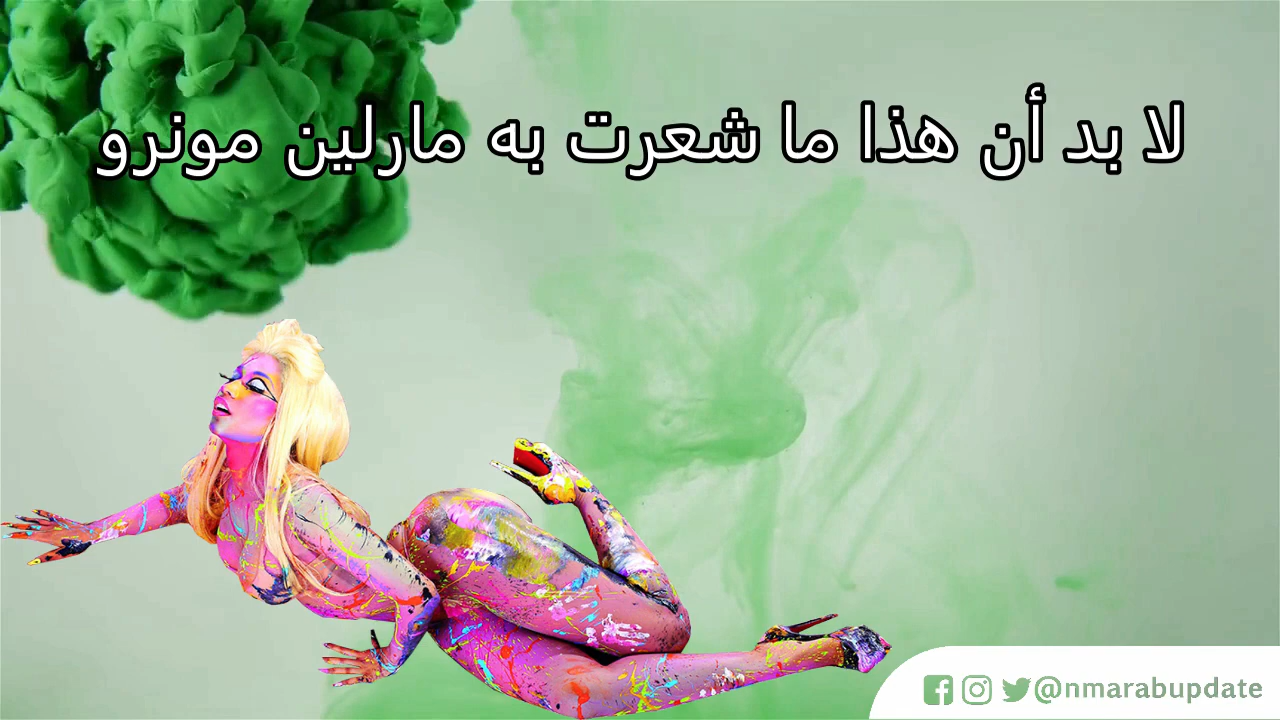 لا بد أن هذا ما شعرت به مارلين مونرو
@nmarabupdate